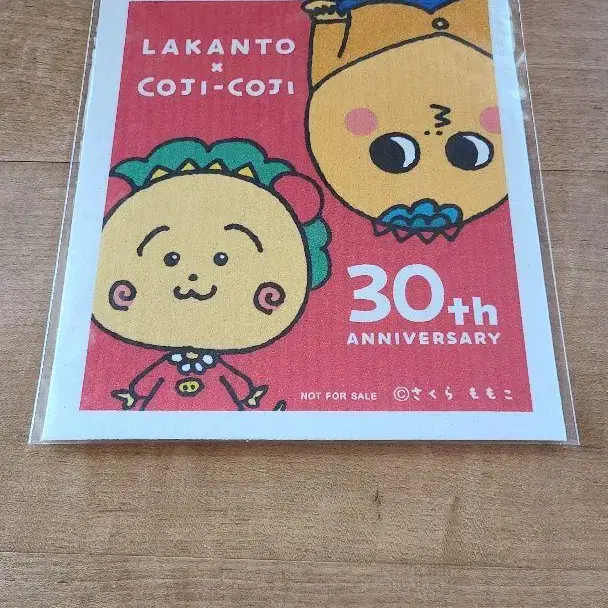 LAKANTO
×
COJI-COJI
30th
ANNIVERSARY
NOT FOR SALE ©さくら ももこ